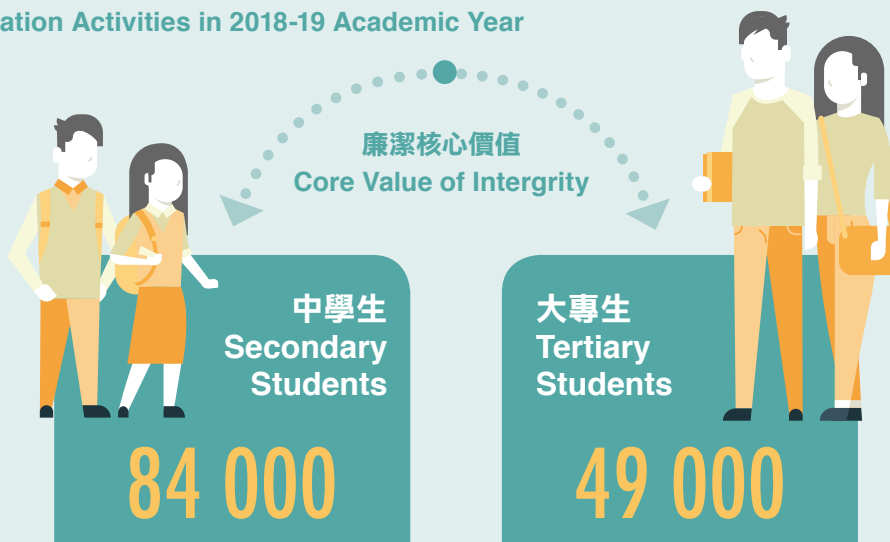 ation Activities in 2018-19 Academic Year
廉潔核心價值
Core Value of Intergrity
中學生
Secondary
Students
84 000
大專生
Tertiary
Students
49 000